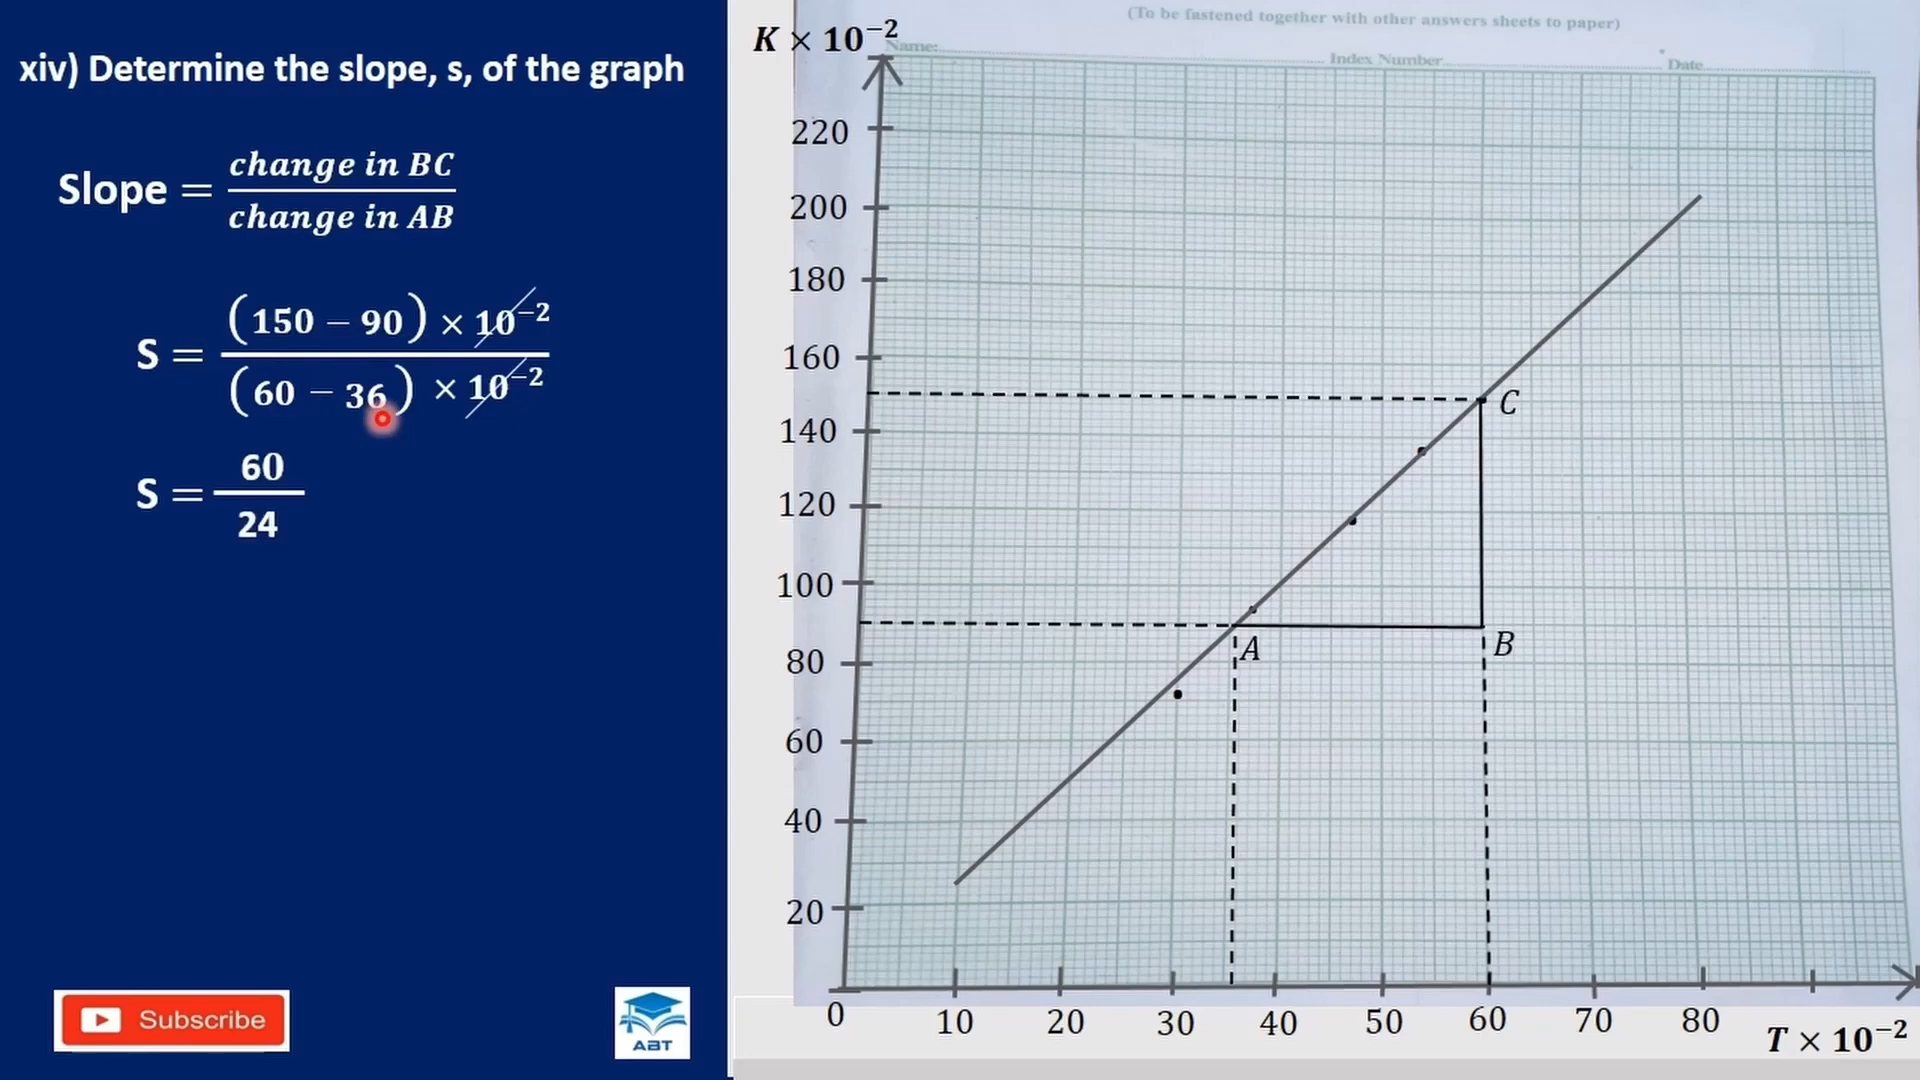 xiv) Determine the slope, s, of the graph
Slope = change in BC / change in AB
S = (150 − 90) × 10⁻² / (60 − 36) × 10⁻²
S = 60 / 24
Subscribe
ABT
(To be fastened together with other answers sheets to paper)
K × 10⁻²
Name: Index Number Date
220
200
180
160
140
120
100
80
60
40
20
C
A
B
0 10 20 30 40 50 60 70 80
T × 10⁻²